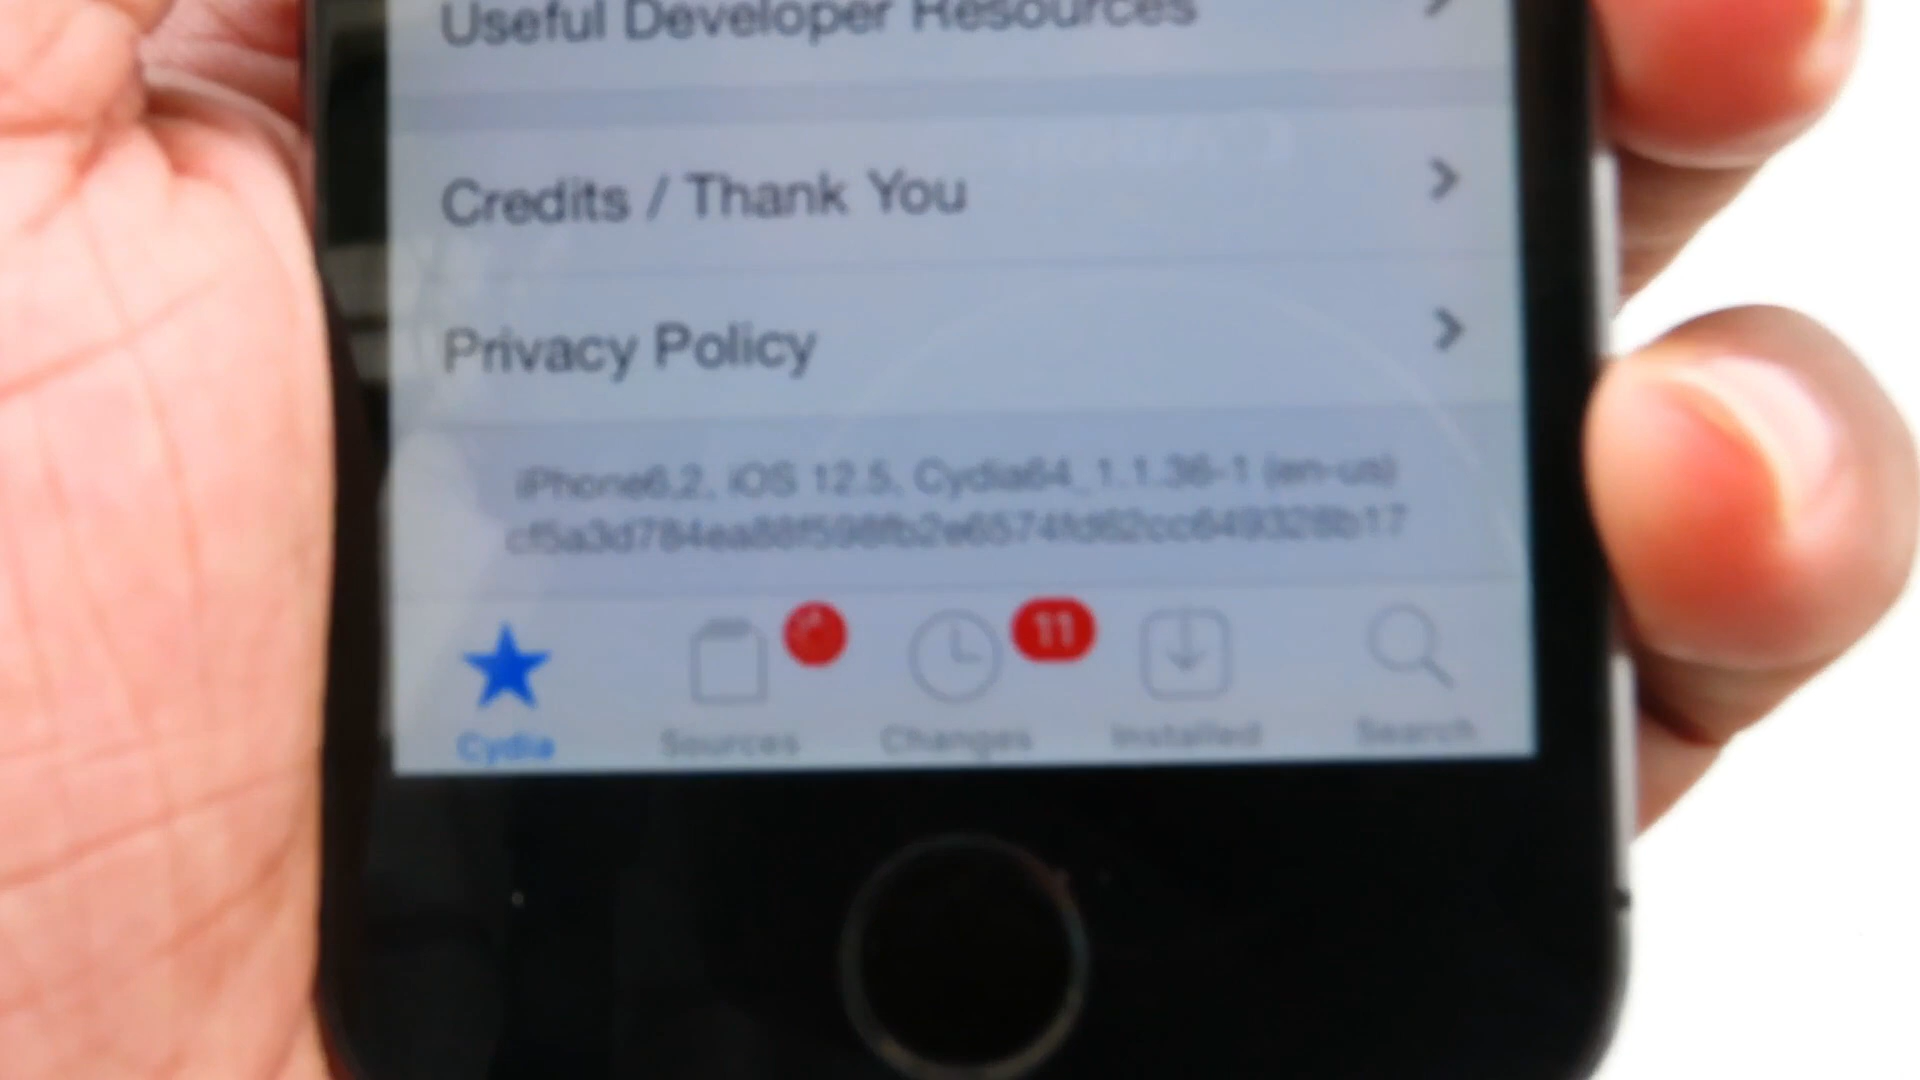 Useful Developer Resources
Credits / Thank You
Privacy Policy
iPhone6,2, iOS 12.5, Cydia64_1.1.36-1 (en-us)
11
Cydia
Sources
Changes
Installed
Search